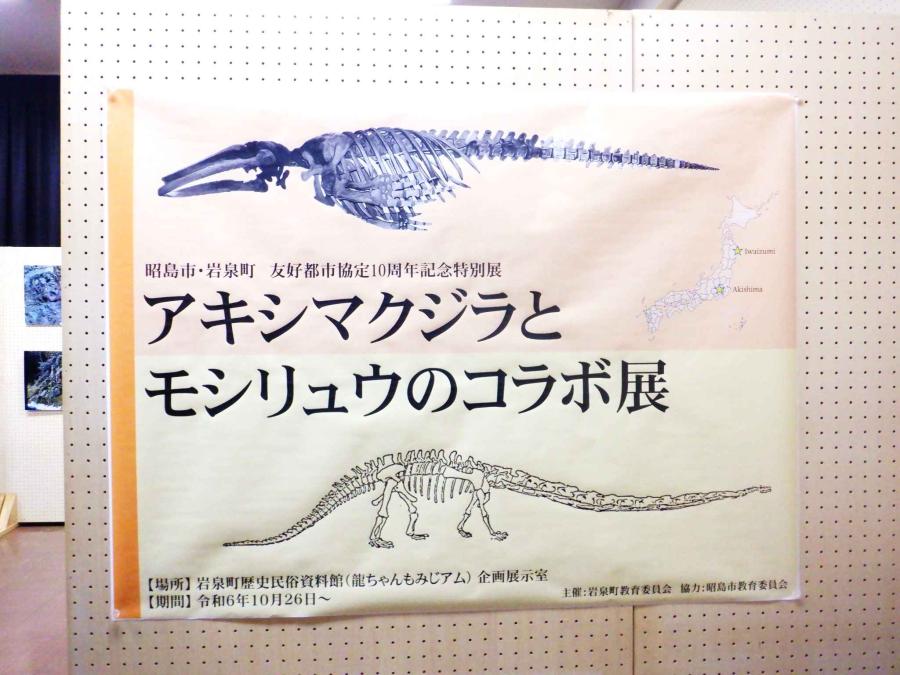 Iwaizumi
Akishima
昭島市・岩泉町 友好都市協定10周年記念特別展
アキシマクジラと
モシリュウのコラボ展
【場所】 岩泉町歴史民俗資料館(龍ちゃんもみじアム) 企画展示室
【期間】 令和6年10月26日～
主催:岩泉町教育委員会 協力:昭島市教育委員会